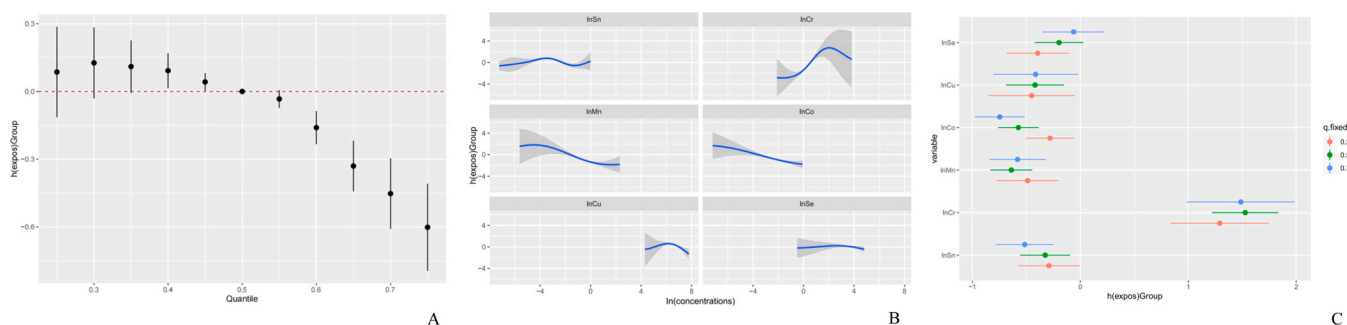 0.3
0.0
-0.3
-0.6
h(expos)Group
0.3
0.4
0.5
0.6
0.7
Quantile
A
lnSn
lnCr
4
0
-4
lnMn
lnCo
4
0
-4
lnCu
lnSe
4
0
-4
h(expos)Group
-4
0
4
8
-4
0
4
8
ln(concentrations)
B
lnSe
lnCu
lnCo
lnMn
lnCr
lnSn
variable
-1
0
1
2
h(expos)Group
q.fixed
C